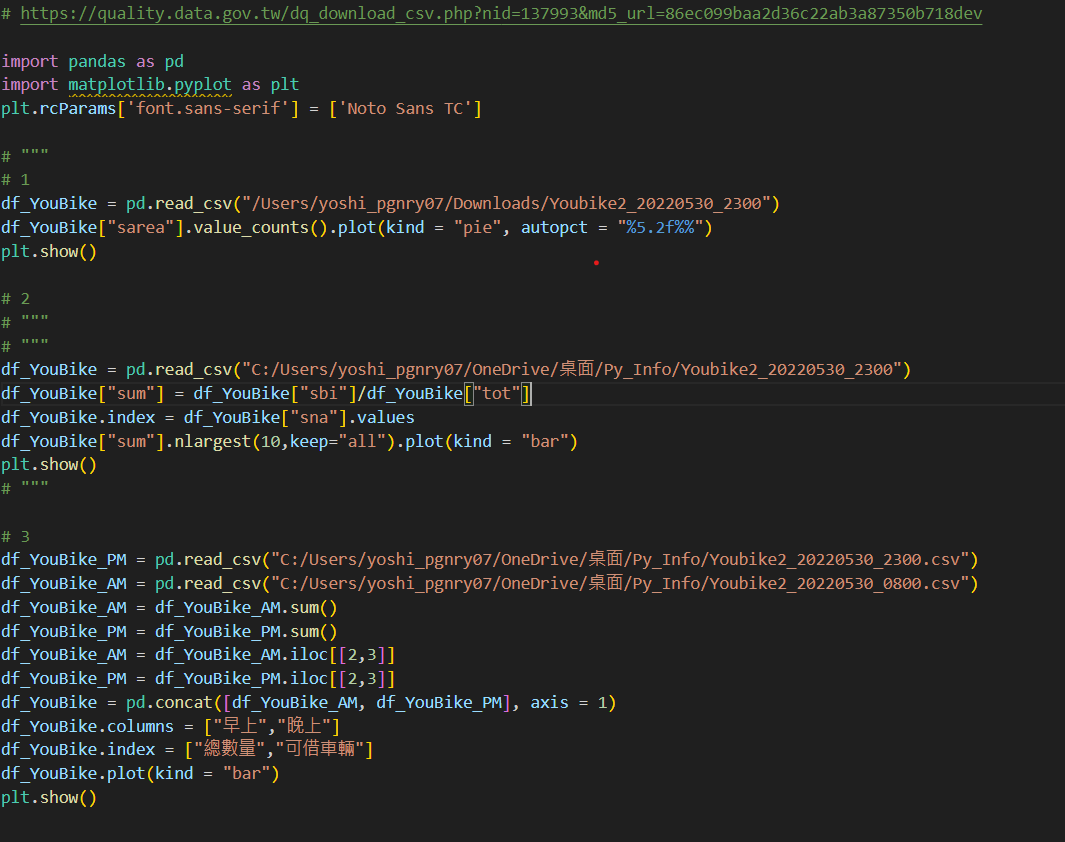 # https://quality.data.gov.tw/dq_download_csv.php?nid=137993&md5_url=86ec099baa2d36c22ab3a87350b718dev
import pandas as pd
import matplotlib.pyplot as plt
plt.rcParams['font.sans-serif'] = ['Noto Sans TC']
# """
# 1
df_YouBike = pd.read_csv("/Users/yoshi_pgnry07/Downloads/Youbike2_20220530_2300")
df_YouBike["sarea"].value_counts().plot(kind = "pie", autopct = "%5.2f%%")
plt.show()
# 2
# """
# """
df_YouBike = pd.read_csv("C:/Users/yoshi_pgnry07/OneDrive/桌面/Py_Info/Youbike2_20220530_2300")
df_YouBike["sum"] = df_YouBike["sbi"]/df_YouBike["tot"]
df_YouBike.index = df_YouBike["sna"].values
df_YouBike["sum"].nlargest(10,keep="all").plot(kind = "bar")
plt.show()
# """
# 3
df_YouBike_PM = pd.read_csv("C:/Users/yoshi_pgnry07/OneDrive/桌面/Py_Info/Youbike2_20220530_2300.csv")
df_YouBike_AM = pd.read_csv("C:/Users/yoshi_pgnry07/OneDrive/桌面/Py_Info/Youbike2_20220530_0800.csv")
df_YouBike_AM = df_YouBike_AM.sum()
df_YouBike_PM = df_YouBike_PM.sum()
df_YouBike_AM = df_YouBike_AM.iloc[[2,3]]
df_YouBike_PM = df_YouBike_PM.iloc[[2,3]]
df_YouBike = pd.concat([df_YouBike_AM, df_YouBike_PM], axis = 1)
df_YouBike.columns = ["早上","晚上"]
df_YouBike.index = ["總數量","可借車輛"]
df_YouBike.plot(kind = "bar")
plt.show()